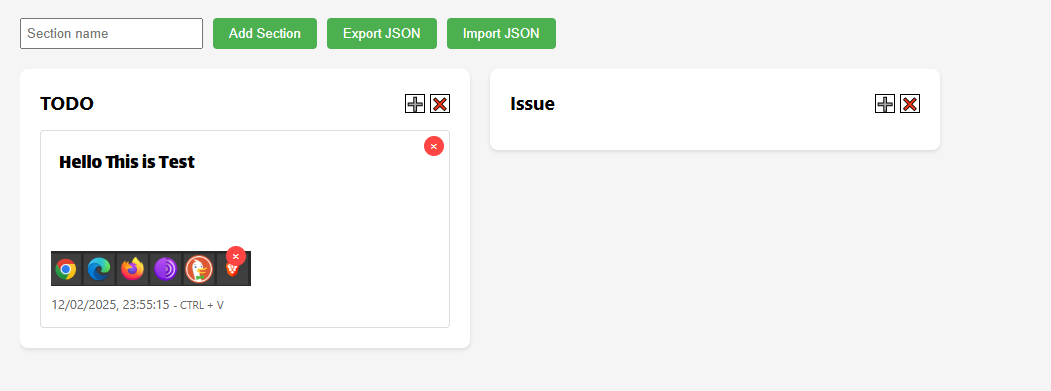 Section name
Add Section
Export JSON
Import JSON
TODO
Issue
Hello This is Test
12/02/2025, 23:55:15 - CTRL + V